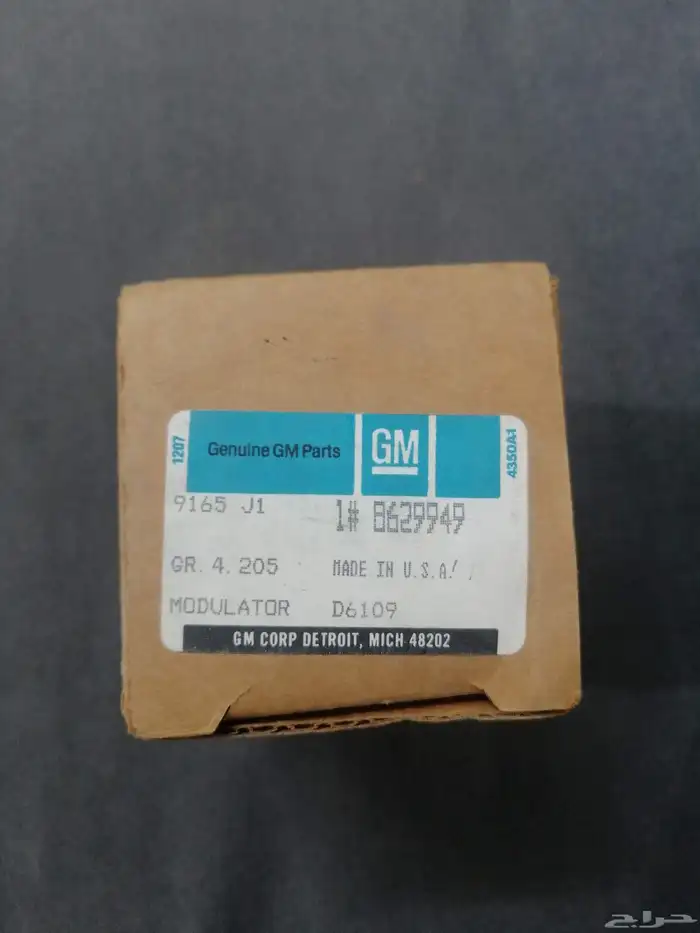 1207
Genuine GM Parts
GM
4350A1
9165 J1 1# 8629949
GR. 4.205 MADE IN U.S.A.
MODULATOR D6109
GM CORP DETROIT, MICH 48202
حراج